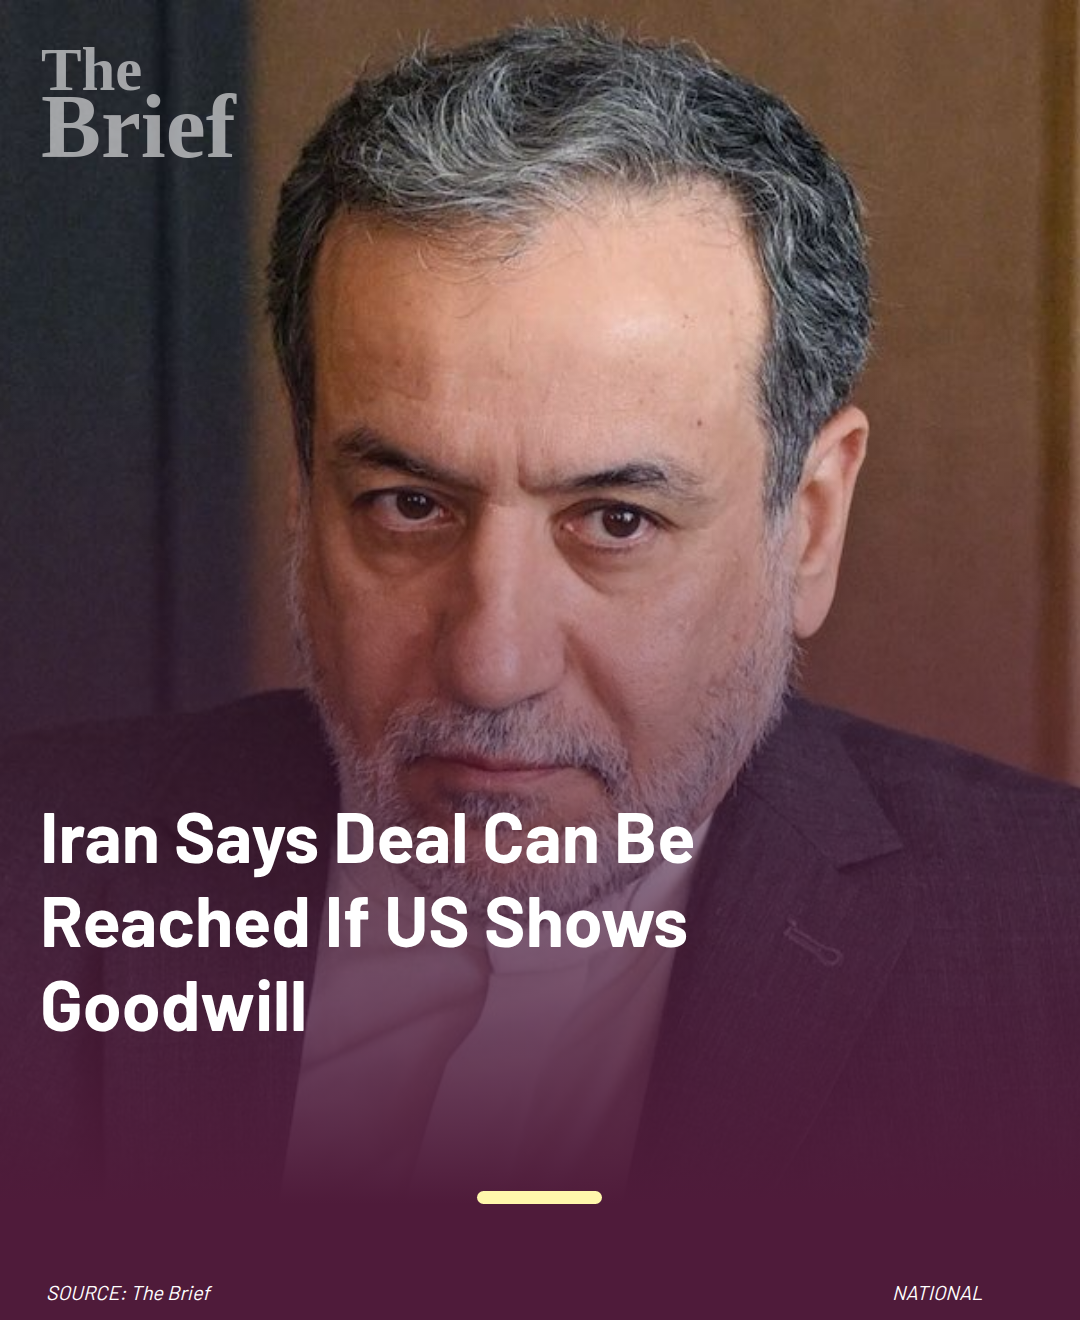 The
Brief
Iran Says Deal Can Be
Reached If US Shows
Goodwill
SOURCE: The Brief
NATIONAL